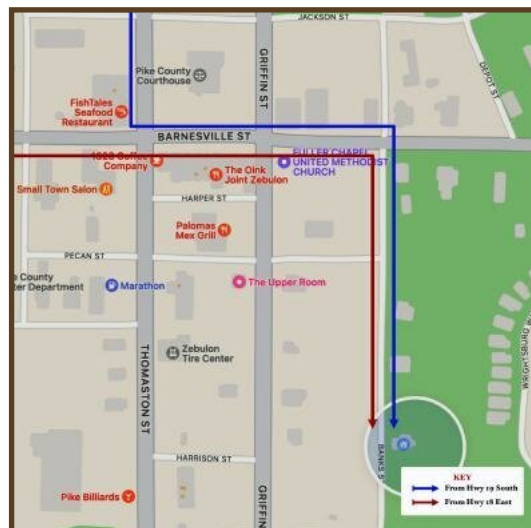 JACKSON ST
Pike County
Courthouse
GRIFFIN ST
DEPOT ST
FishTales
Seafood
Restaurant
BARNESVILLE ST
1828 Coffee
Company
The Oink
Joint Zebulon
FULLER CHAPEL
UNITED METHODIST
CHURCH
Small Town Salon
HARPER ST
Palomas
Mex Grill
PECAN ST
e County
ter Department
Marathon
The Upper Room
THOMASTON ST
Zebulon
Tire Center
WRIGHTSBURG W
HARRISON ST
BANKS S
Pike Billiards
GRIFFIN
KEY
From Hwy 19 South
From Hwy 18 East